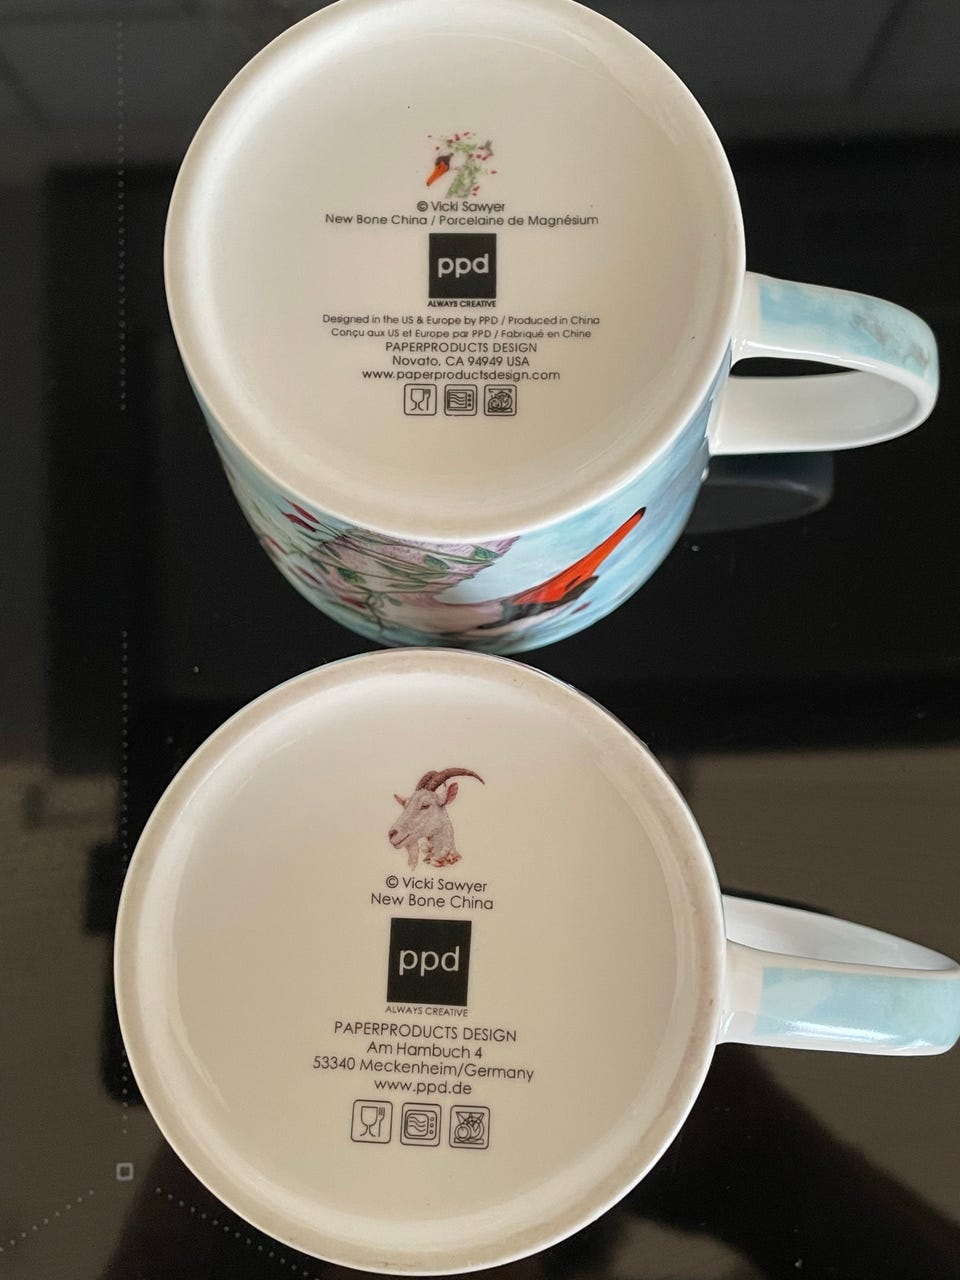 © Vicki Sawyer
New Bone China / Porcelaine de Magnésium
ppd
ALWAYS CREATIVE
Designed in the US & Europe by PPD / Produced in China
Conçu aux US et Europe par PPD / Fabriqué en Chine
PAPERPRODUCTS DESIGN
Novato, CA 94949 USA
www.paperproductsdesign.com
© Vicki Sawyer
New Bone China
ppd
ALWAYS CREATIVE
PAPERPRODUCTS DESIGN
Am Hambuch 4
53340 Meckenheim/Germany
www.ppd.de